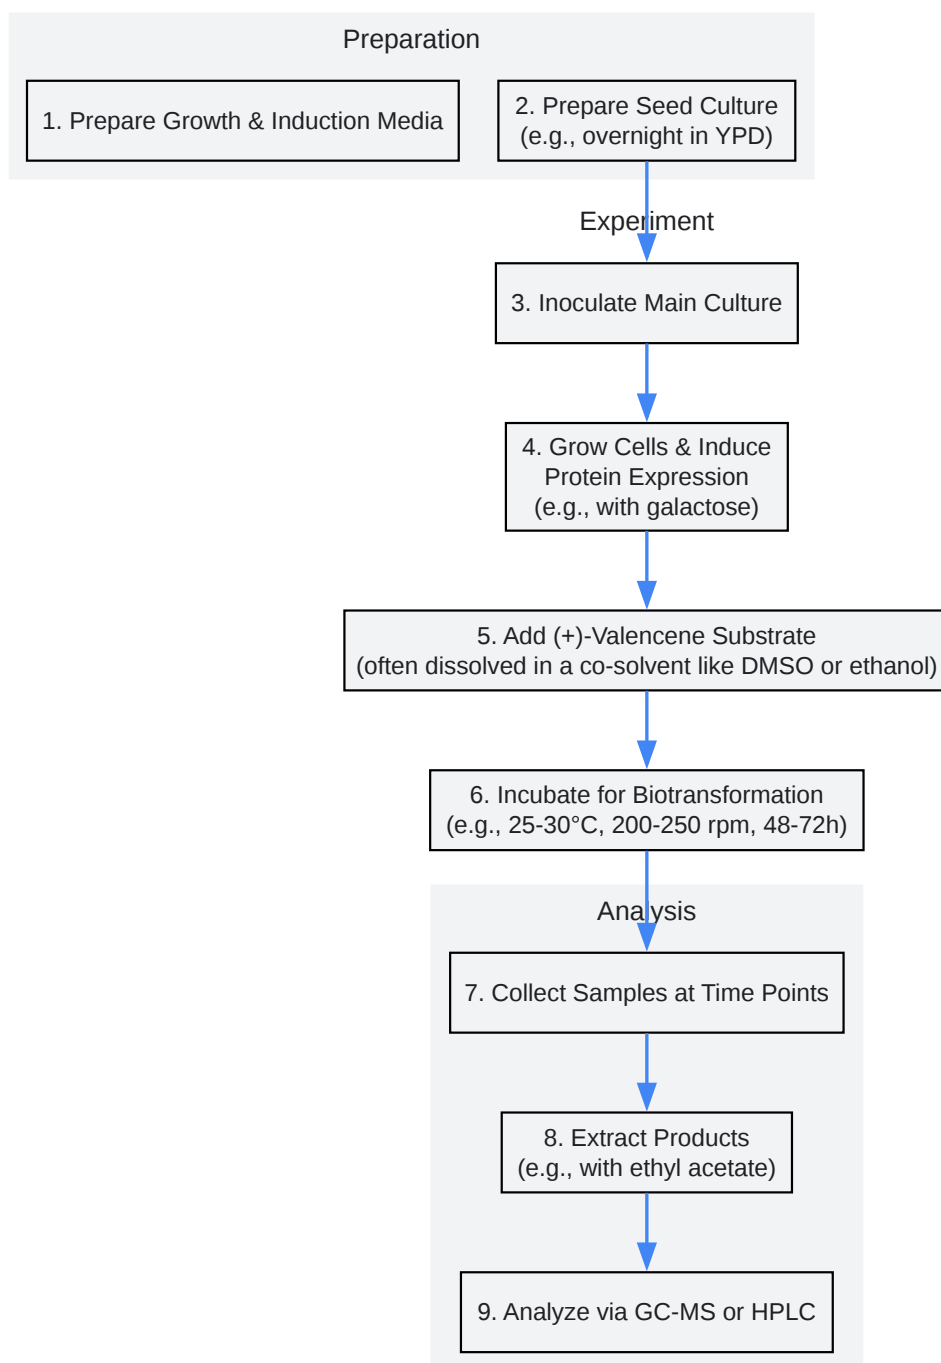 Preparation
1. Prepare Growth & Induction Media
2. Prepare Seed Culture
(e.g., overnight in YPD)
Experiment
3. Inoculate Main Culture
4. Grow Cells & Induce
Protein Expression
(e.g., with galactose)
5. Add (+)-Valencene Substrate
(often dissolved in a co-solvent like DMSO or ethanol)
6. Incubate for Biotransformation
(e.g., 25-30°C, 200-250 rpm, 48-72h)
Analysis
7. Collect Samples at Time Points
8. Extract Products
(e.g., with ethyl acetate)
9. Analyze via GC-MS or HPLC